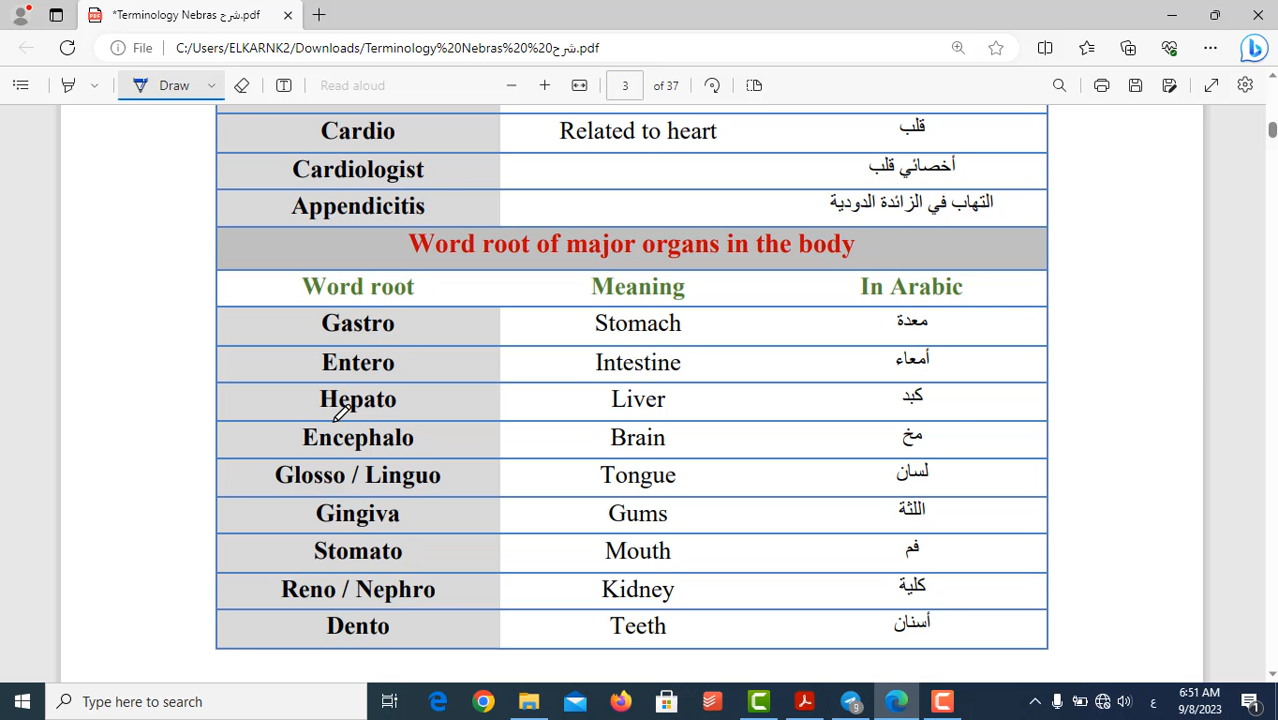 *Terminology Nebras شرح.pdf
File
C:/Users/ELKARNK2/Downloads/Terminology%20Nebras%20%20شرح.pdf
Draw
Read aloud
3
of 37
Cardio Related to heart قلب
Cardiologist أخصائي قلب
Appendicitis التهاب في الزائدة الدودية
Word root of major organs in the body
Word root Meaning In Arabic
Gastro Stomach معدة
Entero Intestine أمعاء
Hepato Liver كبد
Encephalo Brain مخ
Glosso / Linguo Tongue لسان
Gingiva Gums اللثة
Stomato Mouth فم
Reno / Nephro Kidney كلية
Dento Teeth أسنان
Type here to search
9
ع
6:51 AM
9/8/2023
1